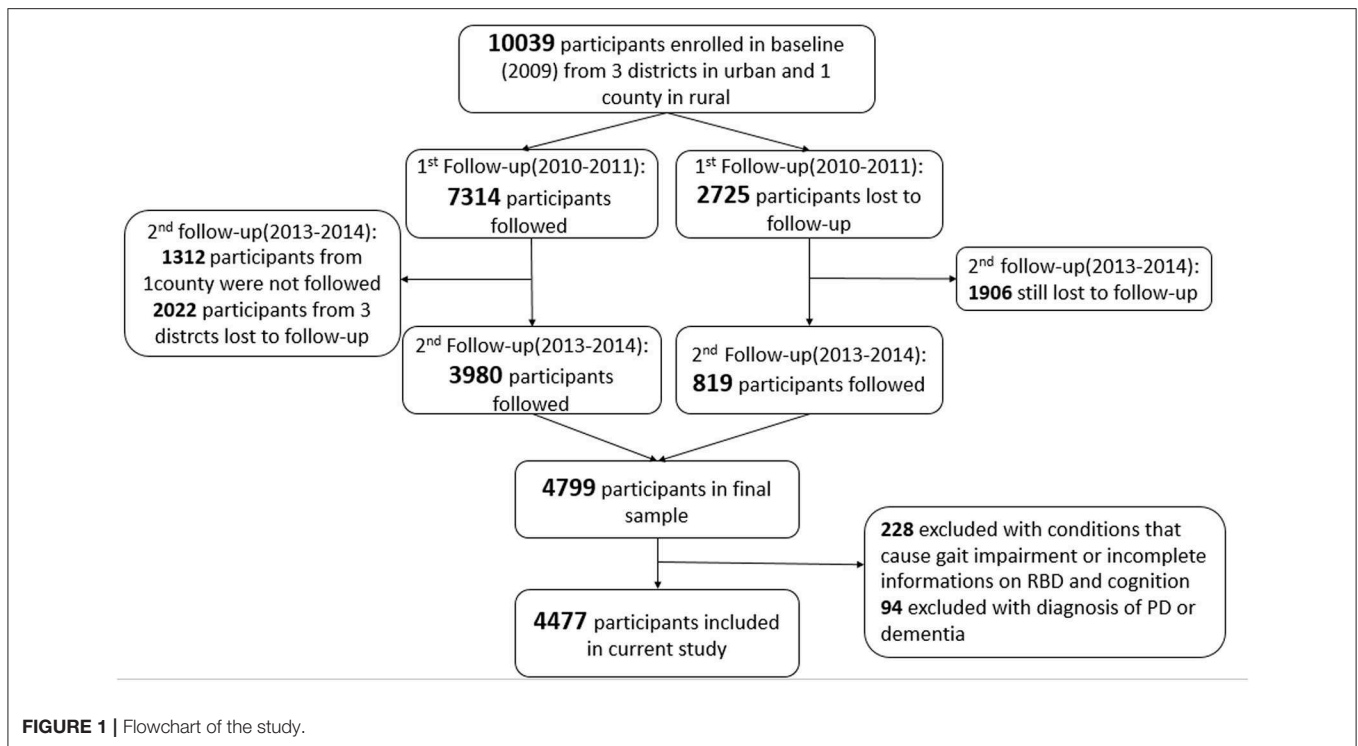 10039 participants enrolled in baseline
(2009) from 3 districts in urban and 1
county in rural
1st Follow-up(2010-2011):
7314 participants
followed
1st Follow-up(2010-2011):
2725 participants lost to
follow-up
2nd follow-up(2013-2014):
1312 participants from
1county were not followed
2022 participants from 3
distrcts lost to follow-up
2nd follow-up(2013-2014):
1906 still lost to follow-up
2nd Follow-up(2013-2014):
3980 participants
followed
2nd Follow-up(2013-2014):
819 participants followed
4799 participants in final
sample
228 excluded with conditions that
cause gait impairment or incomplete
informations on RBD and cognition
94 excluded with diagnosis of PD or
dementia
4477 participants included
in current study
FIGURE 1 | Flowchart of the study.